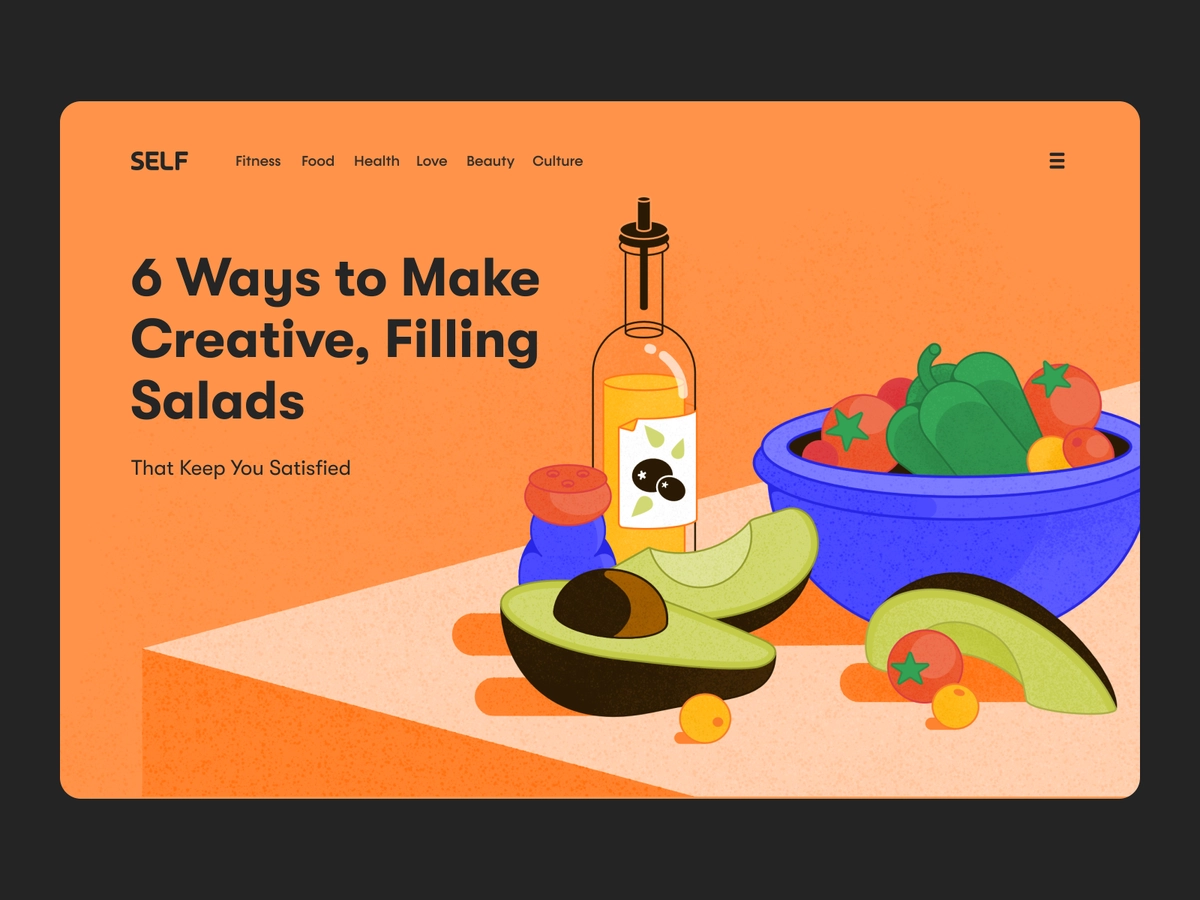 SELF Fitness Food Health Love Beauty Culture
6 Ways to Make
Creative, Filling
Salads
That Keep You Satisfied